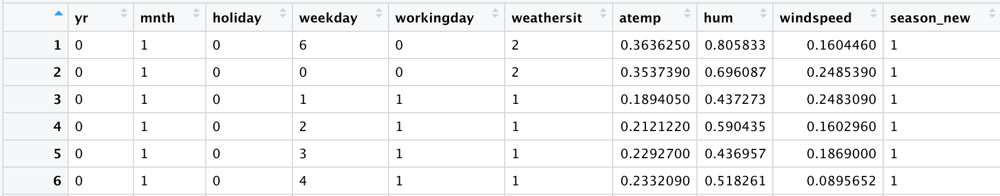 yr mnth holiday weekday workingday weathersit atemp hum windspeed season_new
1 0 1 0 6 0 2 0.3636250 0.805833 0.1604460 1
2 0 1 0 0 0 2 0.3537390 0.696087 0.2485390 1
3 0 1 0 1 1 1 0.1894050 0.437273 0.2483090 1
4 0 1 0 2 1 1 0.2121220 0.590435 0.1602960 1
5 0 1 0 3 1 1 0.2292700 0.436957 0.1869000 1
6 0 1 0 4 1 1 0.2332090 0.518261 0.0895652 1